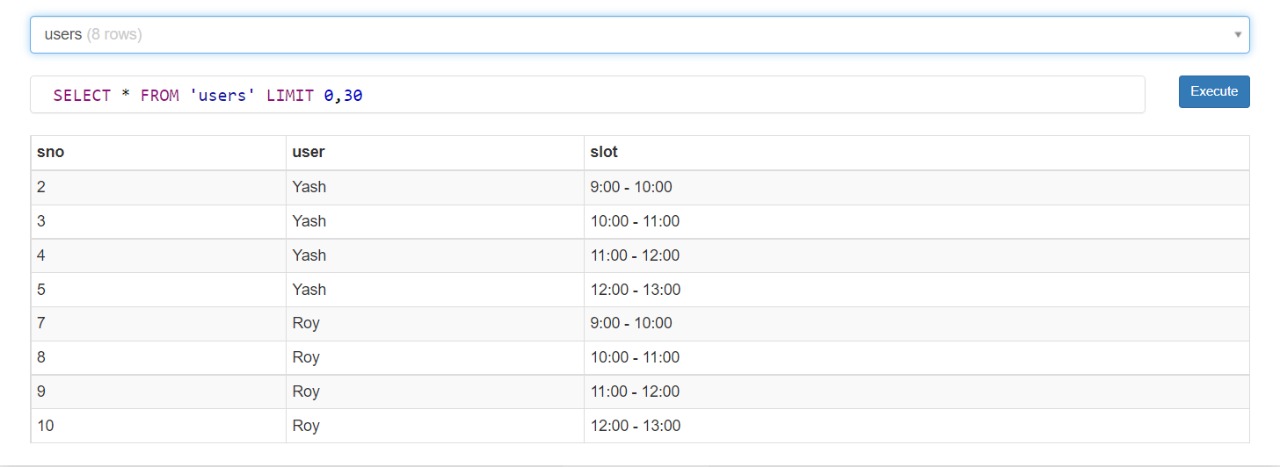 users (8 rows)
SELECT * FROM 'users' LIMIT 0,30
Execute
sno user slot
2 Yash 9:00 - 10:00
3 Yash 10:00 - 11:00
4 Yash 11:00 - 12:00
5 Yash 12:00 - 13:00
7 Roy 9:00 - 10:00
8 Roy 10:00 - 11:00
9 Roy 11:00 - 12:00
10 Roy 12:00 - 13:00